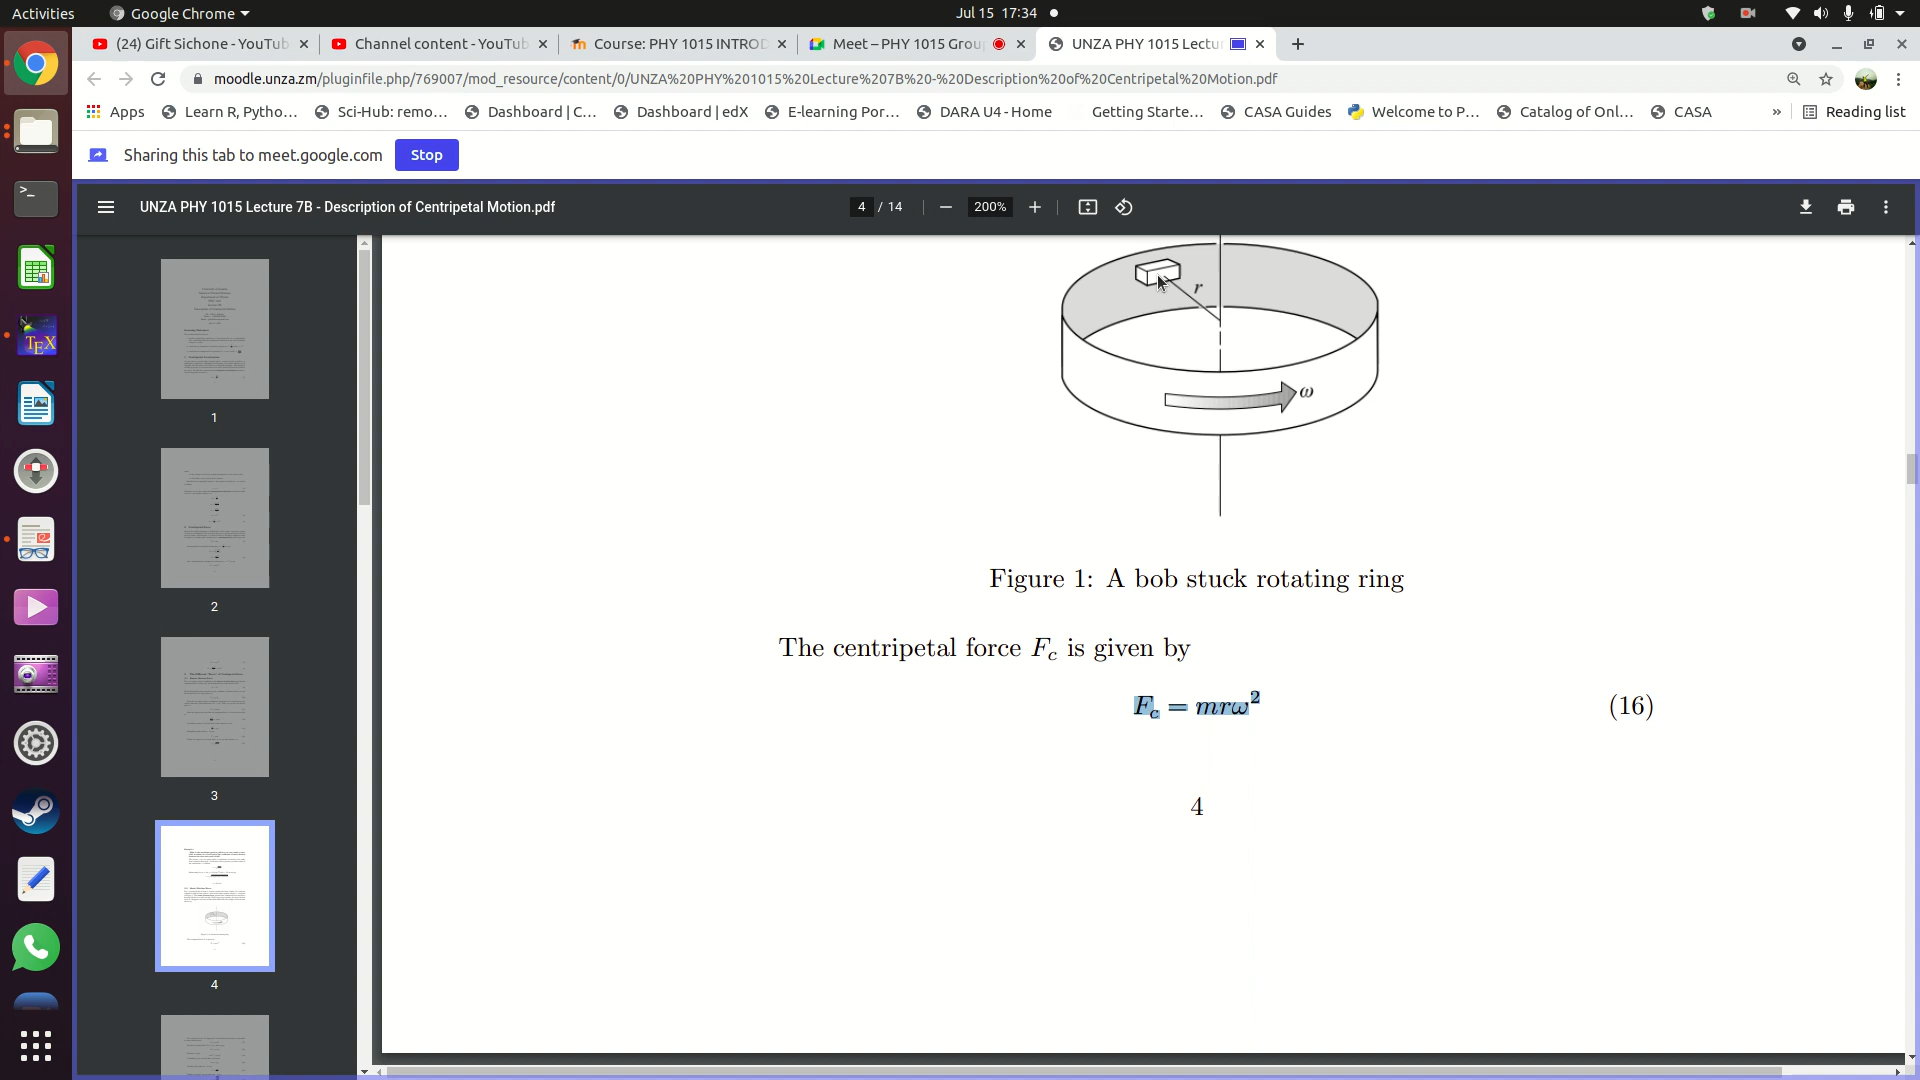 Activities
Google Chrome
Jul 15 17:34
(24) Gift Sichone - YouTub
Channel content - YouTub
Course: PHY 1015 INTROD
Meet – PHY 1015 Grou
UNZA PHY 1015 Lectur
moodle.unza.zm/pluginfile.php/769007/mod_resource/content/0/UNZA%20PHY%201015%20Lecture%207B%20-%20Description%20of%20Centripetal%20Motion.pdf
Apps
Learn R, Pytho...
Sci-Hub: remo...
Dashboard | C...
Dashboard | edX
E-learning Por...
DARA U4 - Home
Getting Starte...
CASA Guides
Welcome to P...
Catalog of Onl...
CASA
»
Reading list
Sharing this tab to meet.google.com
Stop
UNZA PHY 1015 Lecture 7B - Description of Centripetal Motion.pdf
4 / 14
200%
1
2
3
4
r
ω
Figure 1: A bob stuck rotating ring
The centripetal force F_c is given by
F_c = mrω² (16)
4